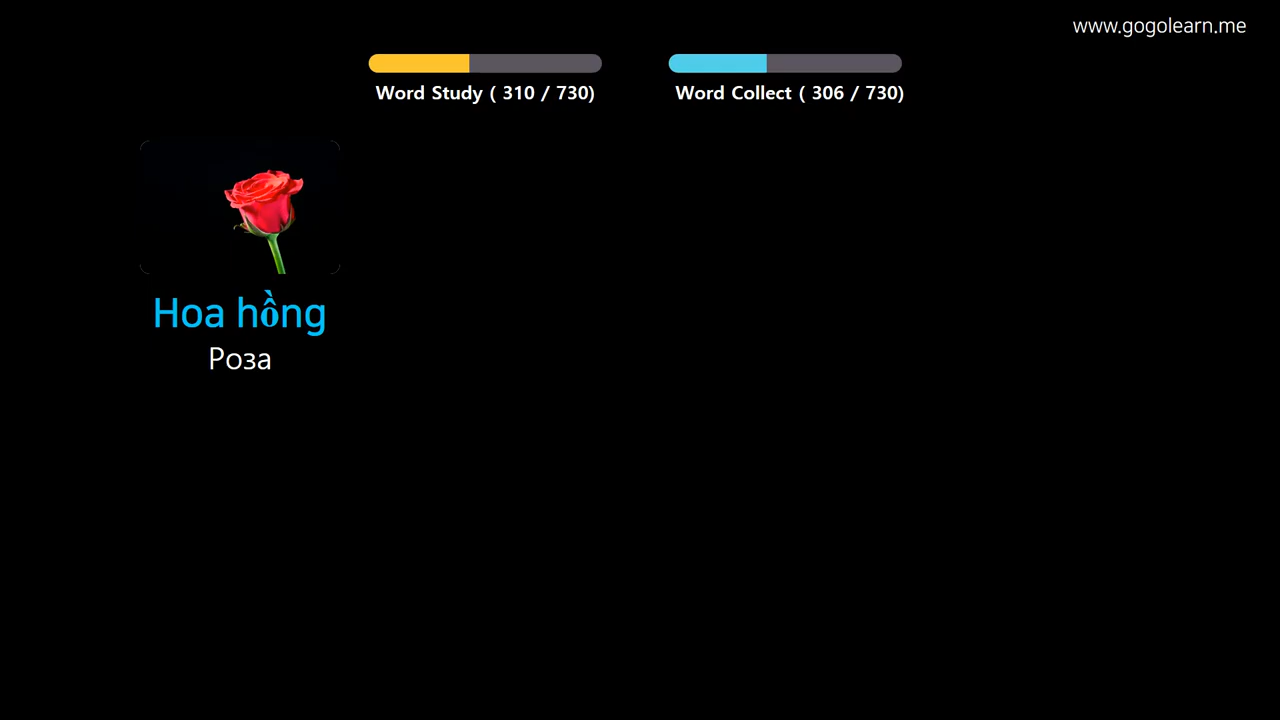 www.gogolearn.me
Word Study ( 310 / 730)
Word Collect ( 306 / 730)
Hoa hồng
Роза